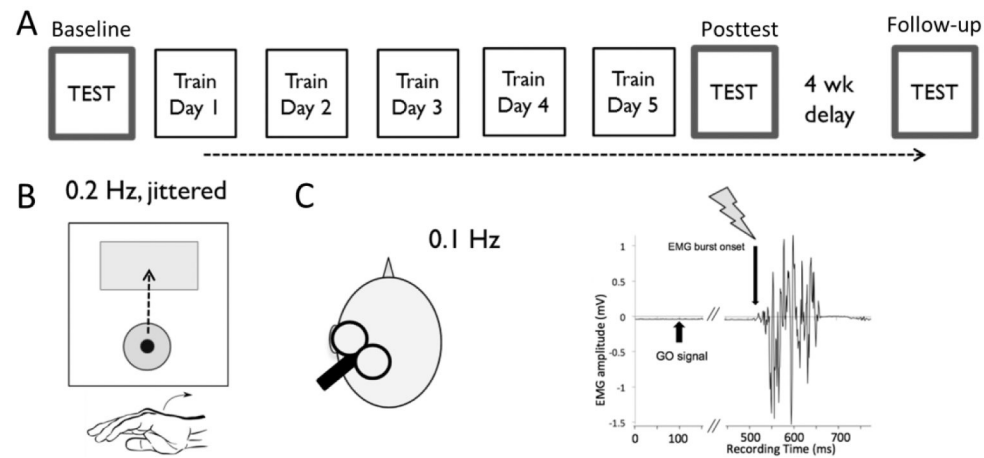 A
Baseline
Posttest
Follow-up
TEST
Train
Day 1
Train
Day 2
Train
Day 3
Train
Day 4
Train
Day 5
TEST
4 wk
delay
TEST
B
0.2 Hz, jittered
C
0.1 Hz
EMG burst onset
GO signal
EMG amplitude (mV)
1
0.5
0
-0.5
-1
-1.5
0 100 // 500 600 700
Recording Time (ms)